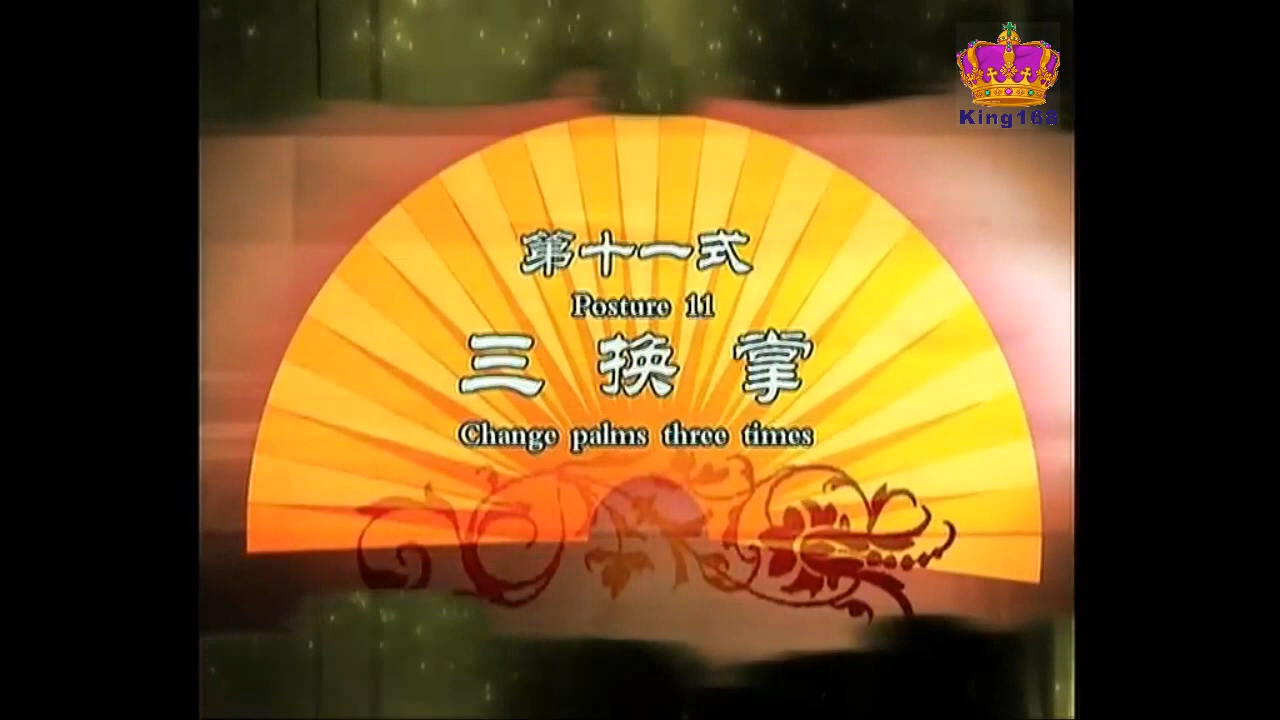 King168
第十一式
Posture 11
三换掌
Change palms three times